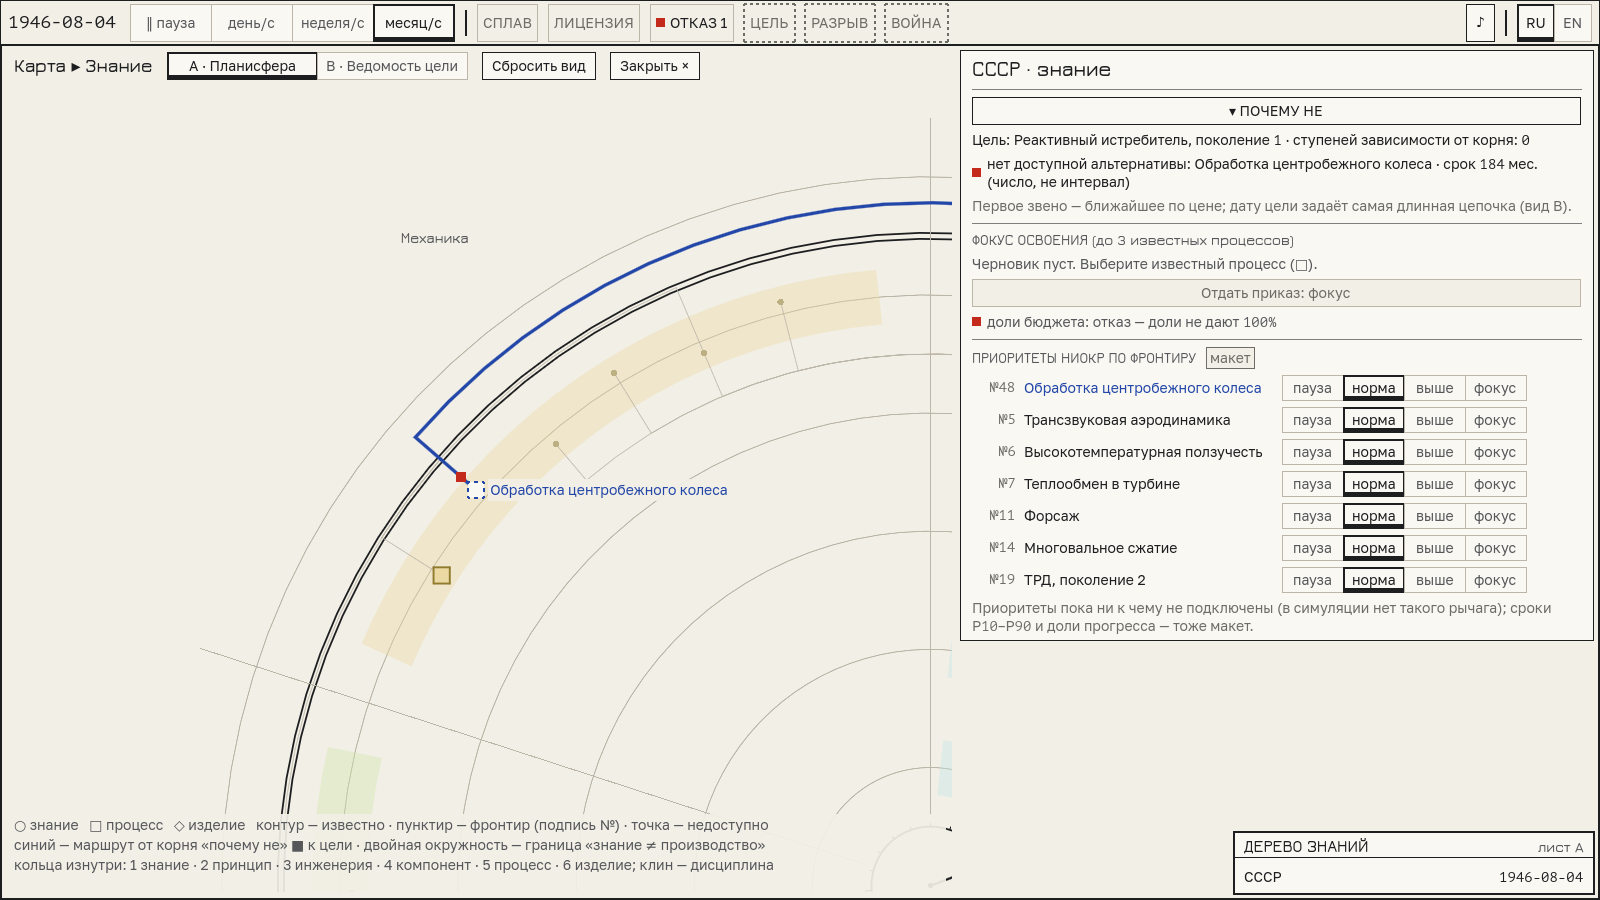 1946-08-04 ‖ пауза день/с неделя/с месяц/с СПЛАВ ЛИЦЕНЗИЯ ОТКАЗ 1 ЦЕЛЬ РАЗРЫВ ВОЙНА ♪ RU EN
Карта ▸ Знание А · Планисфера В · Ведомость цели Сбросить вид Закрыть ×
Механика
Обработка центробежного колеса
○ знание □ процесс ◇ изделие контур — известно · пунктир — фронтир (подпись №) · точка — недоступно
синий — маршрут от корня «почему не» ■ к цели · двойная окружность — граница «знание ≠ производство»
кольца изнутри: 1 знание · 2 принцип · 3 инженерия · 4 компонент · 5 процесс · 6 изделие; клин — дисциплина
СССР · знание
▾ ПОЧЕМУ НЕ
Цель: Реактивный истребитель, поколение 1 · ступеней зависимости от корня: 0
нет доступной альтернативы: Обработка центробежного колеса · срок 184 мес.
(число, не интервал)
Первое звено — ближайшее по цене; дату цели задаёт самая длинная цепочка (вид В).
ФОКУС ОСВОЕНИЯ (до 3 известных процессов)
Черновик пуст. Выберите известный процесс (□).
Отдать приказ: фокус
доли бюджета: отказ — доли не дают 100%
ПРИОРИТЕТЫ НИОКР ПО ФРОНТИРУ макет
№48 Обработка центробежного колеса пауза норма выше фокус
№5 Трансзвуковая аэродинамика пауза норма выше фокус
№6 Высокотемпературная ползучесть пауза норма выше фокус
№7 Теплообмен в турбине пауза норма выше фокус
№11 Форсаж пауза норма выше фокус
№14 Многовальное сжатие пауза норма выше фокус
№19 ТРД, поколение 2 пауза норма выше фокус
Приоритеты пока ни к чему не подключены (в симуляции нет такого рычага); сроки
P10–P90 и доли прогресса — тоже макет.
ДЕРЕВО ЗНАНИЙ лист А
СССР 1946-08-04